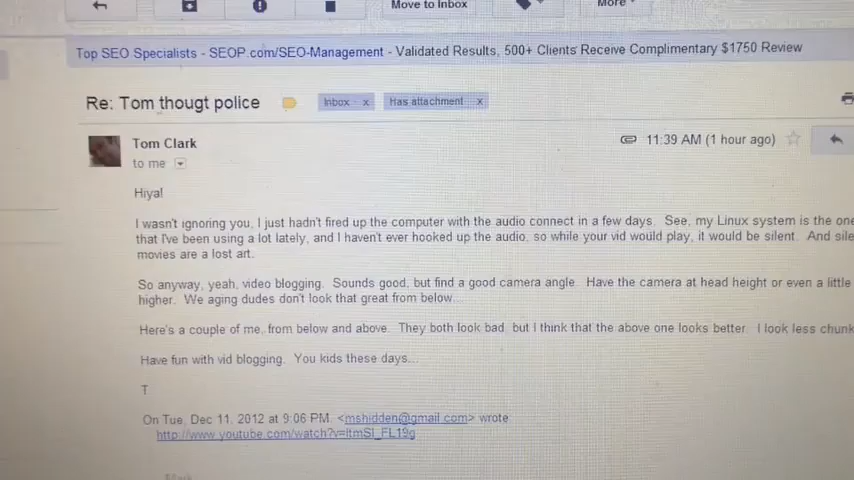 Move to Inbox
More
Top SEO Specialists - SEOP.com/SEO-Management - Validated Results, 500+ Clients Receive Complimentary $1750 Review
Re: Tom thougt police
Inbox x
Has attachment x
Tom Clark
11:39 AM (1 hour ago)
to me
Hiya!
I wasn't ignoring you, I just hadn't fired up the computer with the audio connect in a few days. See, my Linux system is the one
that I've been using a lot lately, and I haven't ever hooked up the audio, so while your vid would play, it would be silent. And sile
movies are a lost art.
So anyway, yeah, video blogging. Sounds good, but find a good camera angle. Have the camera at head height or even a little
higher. We aging dudes don't look that great from below...
Here's a couple of me, from below and above. They both look bad, but I think that the above one looks better. I look less chunk
Have fun with vid blogging. You kids these days...
T
On Tue, Dec 11, 2012 at 9:06 PM, <mshidden@gmail.com> wrote